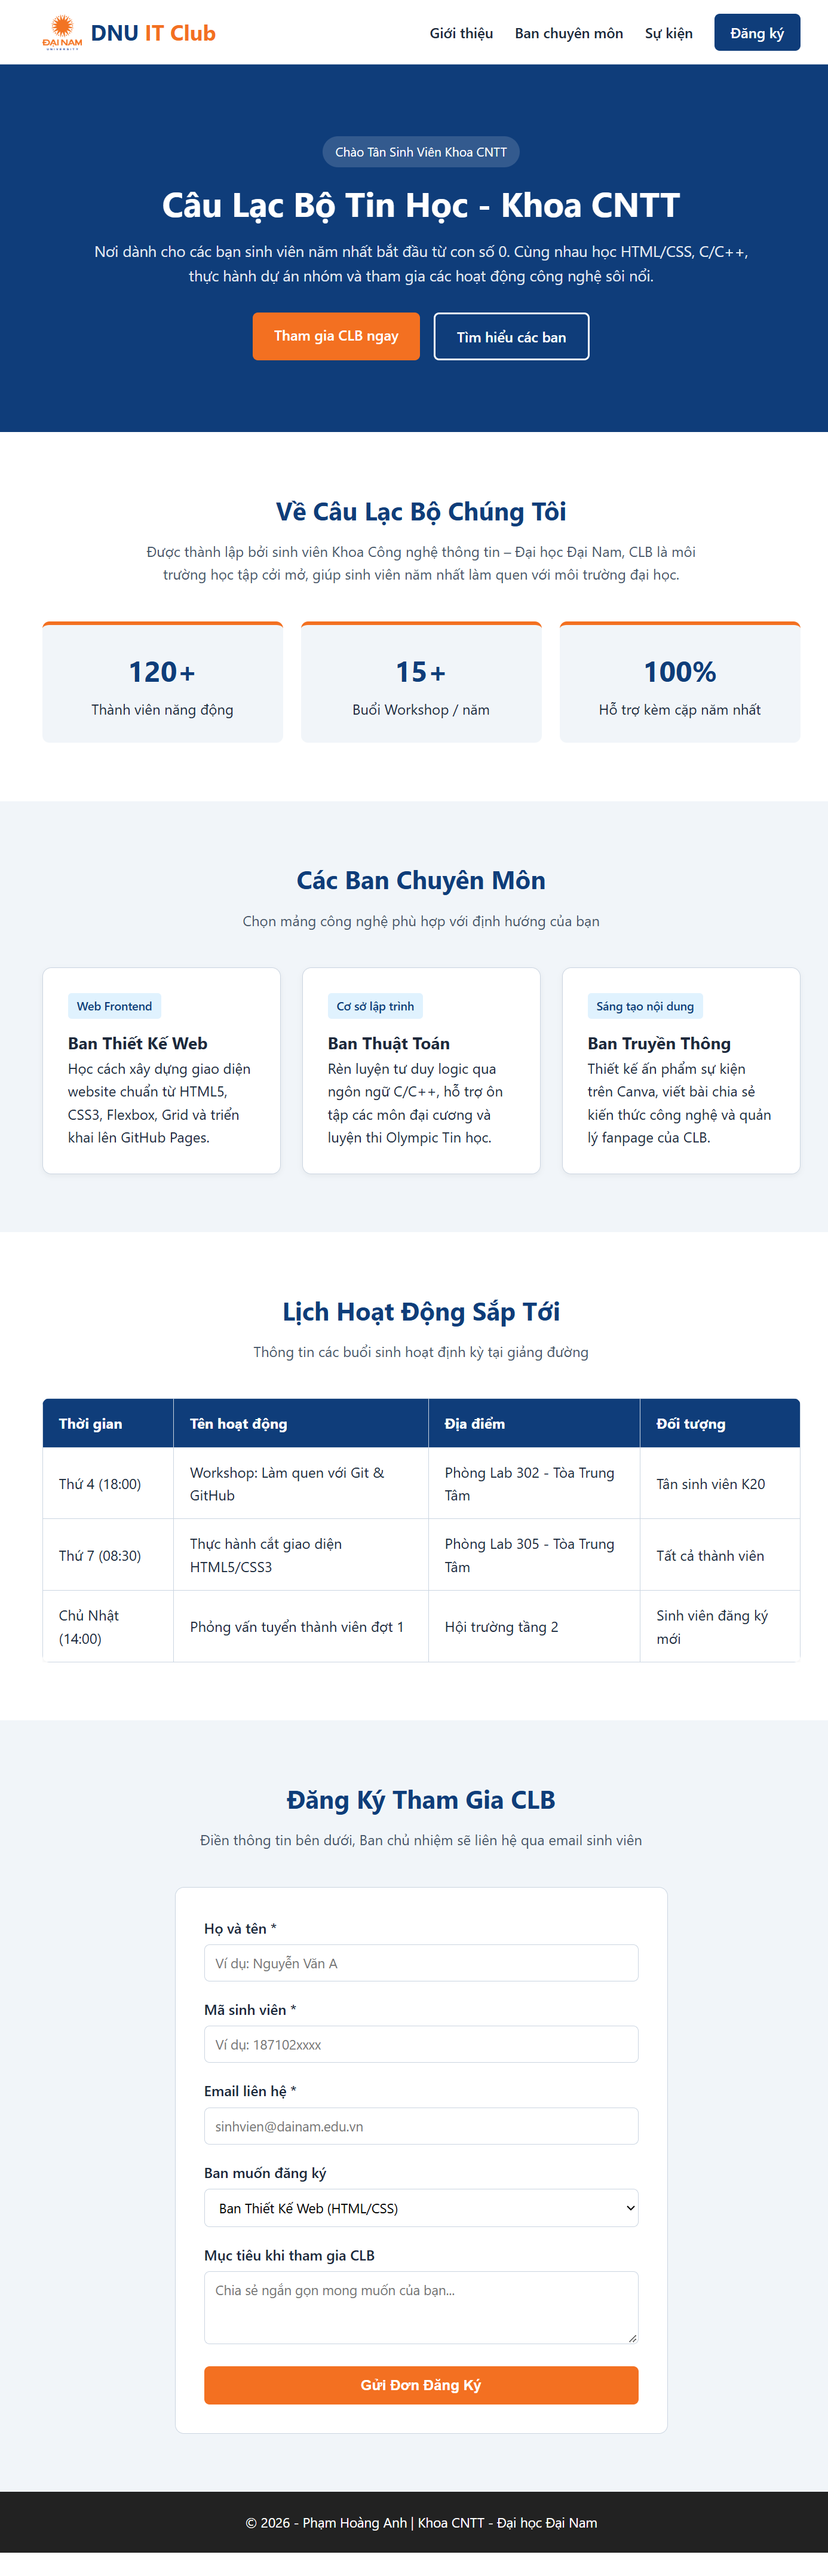 ĐẠI NAM
UNIVERSITY
DNU IT Club
Giới thiệu
Ban chuyên môn
Sự kiện
Đăng ký
Chào Tân Sinh Viên Khoa CNTT
Câu Lạc Bộ Tin Học - Khoa CNTT
Nơi dành cho các bạn sinh viên năm nhất bắt đầu từ con số 0. Cùng nhau học HTML/CSS, C/C++,
thực hành dự án nhóm và tham gia các hoạt động công nghệ sôi nổi.
Tham gia CLB ngay
Tìm hiểu các ban
Về Câu Lạc Bộ Chúng Tôi
Được thành lập bởi sinh viên Khoa Công nghệ thông tin – Đại học Đại Nam, CLB là môi
trường học tập cởi mở, giúp sinh viên năm nhất làm quen với môi trường đại học.
120+
Thành viên năng động
15+
Buổi Workshop / năm
100%
Hỗ trợ kèm cặp năm nhất
Các Ban Chuyên Môn
Chọn mảng công nghệ phù hợp với định hướng của bạn
Web Frontend
Ban Thiết Kế Web
Học cách xây dựng giao diện
website chuẩn từ HTML5,
CSS3, Flexbox, Grid và triển
khai lên GitHub Pages.
Cơ sở lập trình
Ban Thuật Toán
Rèn luyện tư duy logic qua
ngôn ngữ C/C++, hỗ trợ ôn
tập các môn đại cương và
luyện thi Olympic Tin học.
Sáng tạo nội dung
Ban Truyền Thông
Thiết kế ấn phẩm sự kiện
trên Canva, viết bài chia sẻ
kiến thức công nghệ và quản
lý fanpage của CLB.
Lịch Hoạt Động Sắp Tới
Thông tin các buổi sinh hoạt định kỳ tại giảng đường
Thời gian
Tên hoạt động
Địa điểm
Đối tượng
Thứ 4 (18:00)
Workshop: Làm quen với Git &
GitHub
Phòng Lab 302 - Tòa Trung
Tâm
Tân sinh viên K20
Thứ 7 (08:30)
Thực hành cắt giao diện
HTML5/CSS3
Phòng Lab 305 - Tòa Trung
Tâm
Tất cả thành viên
Chủ Nhật
(14:00)
Phỏng vấn tuyển thành viên đợt 1
Hội trường tầng 2
Sinh viên đăng ký
mới
Đăng Ký Tham Gia CLB
Điền thông tin bên dưới, Ban chủ nhiệm sẽ liên hệ qua email sinh viên
Họ và tên *
Ví dụ: Nguyễn Văn A
Mã sinh viên *
Ví dụ: 187102xxxx
Email liên hệ *
sinhvien@dainam.edu.vn
Ban muốn đăng ký
Ban Thiết Kế Web (HTML/CSS)
Mục tiêu khi tham gia CLB
Chia sẻ ngắn gọn mong muốn của bạn...
Gửi Đơn Đăng Ký
© 2026 - Phạm Hoàng Anh | Khoa CNTT - Đại học Đại Nam